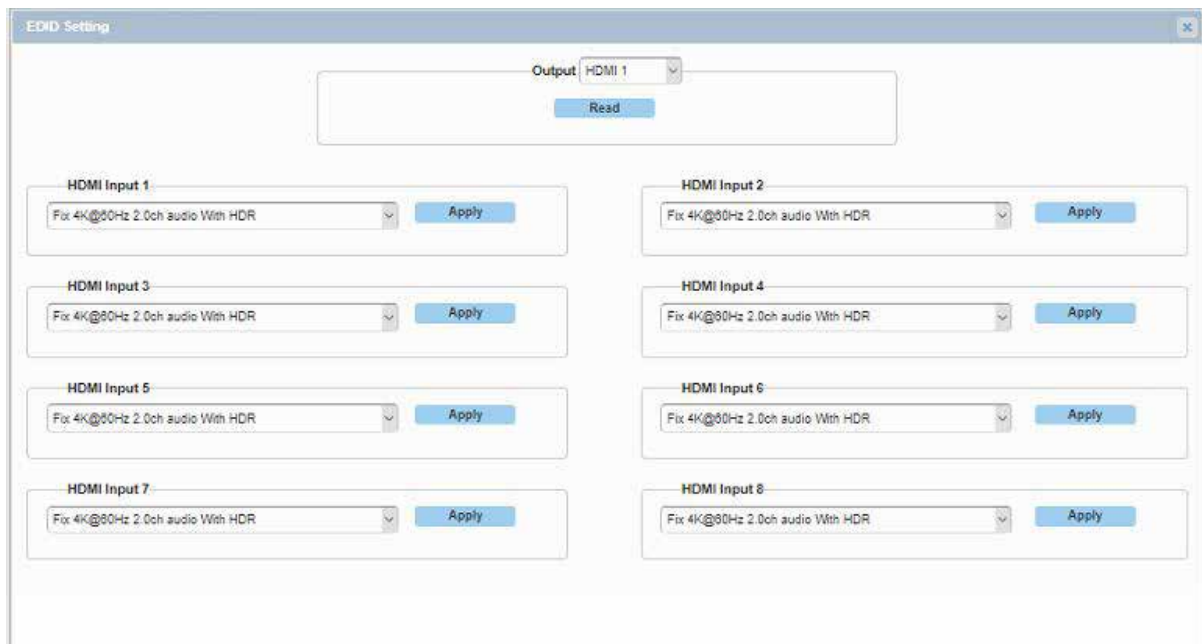 EDID Setting
Output HDMI 1
Read
HDMI Input 1
Fix 4K@60Hz 2.0ch audio With HDR Apply
HDMI Input 2
Fix 4K@60Hz 2.0ch audio With HDR Apply
HDMI Input 3
Fix 4K@60Hz 2.0ch audio With HDR Apply
HDMI Input 4
Fix 4K@60Hz 2.0ch audio With HDR Apply
HDMI Input 5
Fix 4K@60Hz 2.0ch audio With HDR Apply
HDMI Input 6
Fix 4K@60Hz 2.0ch audio With HDR Apply
HDMI Input 7
Fix 4K@60Hz 2.0ch audio With HDR Apply
HDMI Input 8
Fix 4K@60Hz 2.0ch audio With HDR Apply